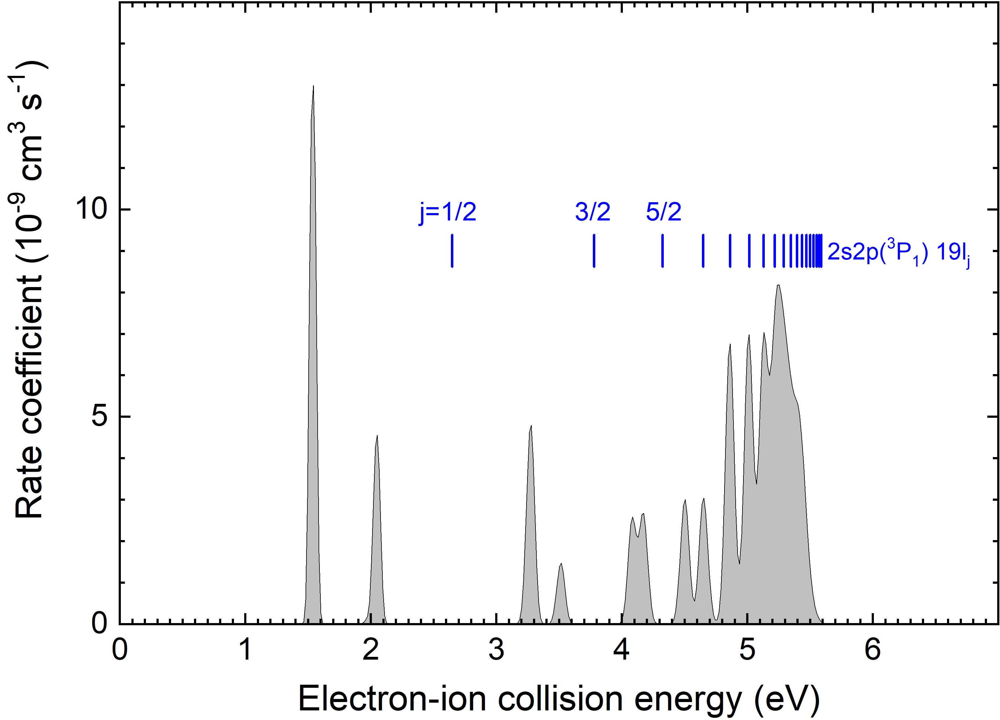 Rate coefficient (10⁻⁹ cm³ s⁻¹)
10
5
0
j=1/2 3/2 5/2
2s2p(³P₁) 19lⱼ
0 1 2 3 4 5 6
Electron-ion collision energy (eV)